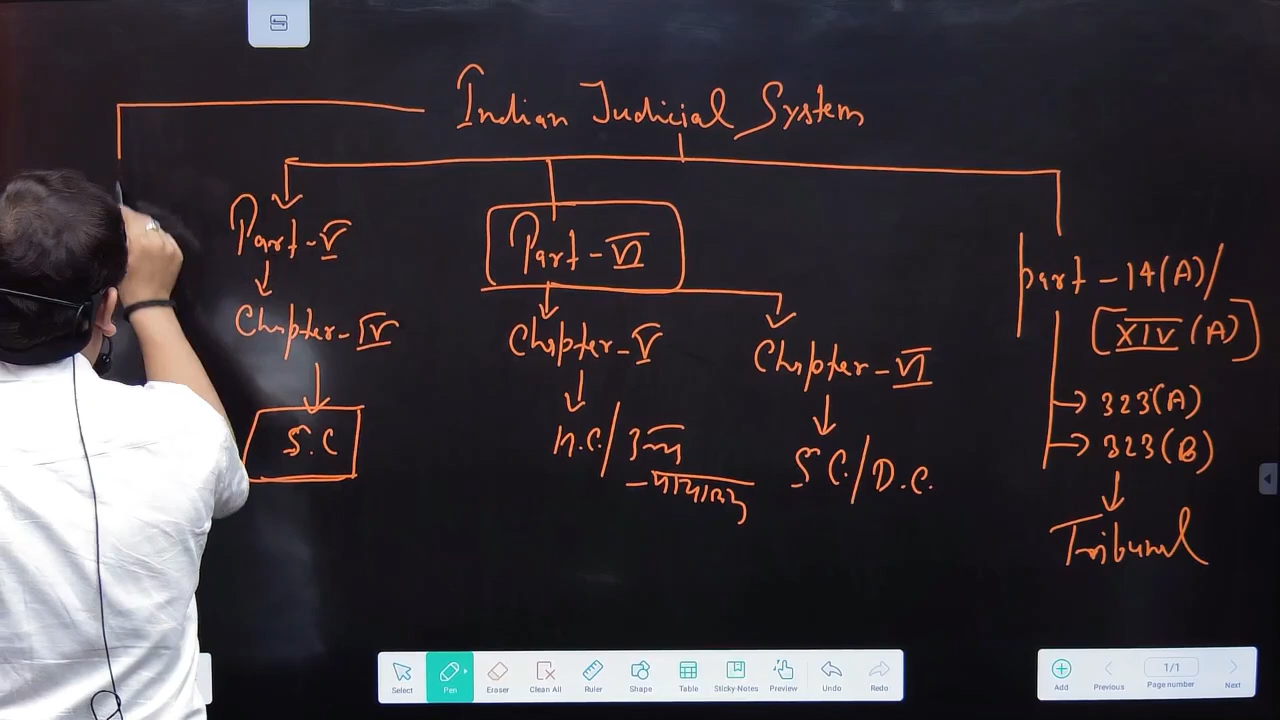 Indian Judicial System
Part-V
Chapter-IV
S.C
Part-VI
Chapter-V
H.C./उच्च
-न्यायालय
Chapter-VI
S.C./D.C.
part-14(A)/
[XIV(A)]
323(A)
323(B)
Tribunal
Select
Pen
Eraser
Clean All
Ruler
Shape
Table
Sticky-Notes
Preview
Undo
Redo
Add
Previous
1/1
Page number
Next